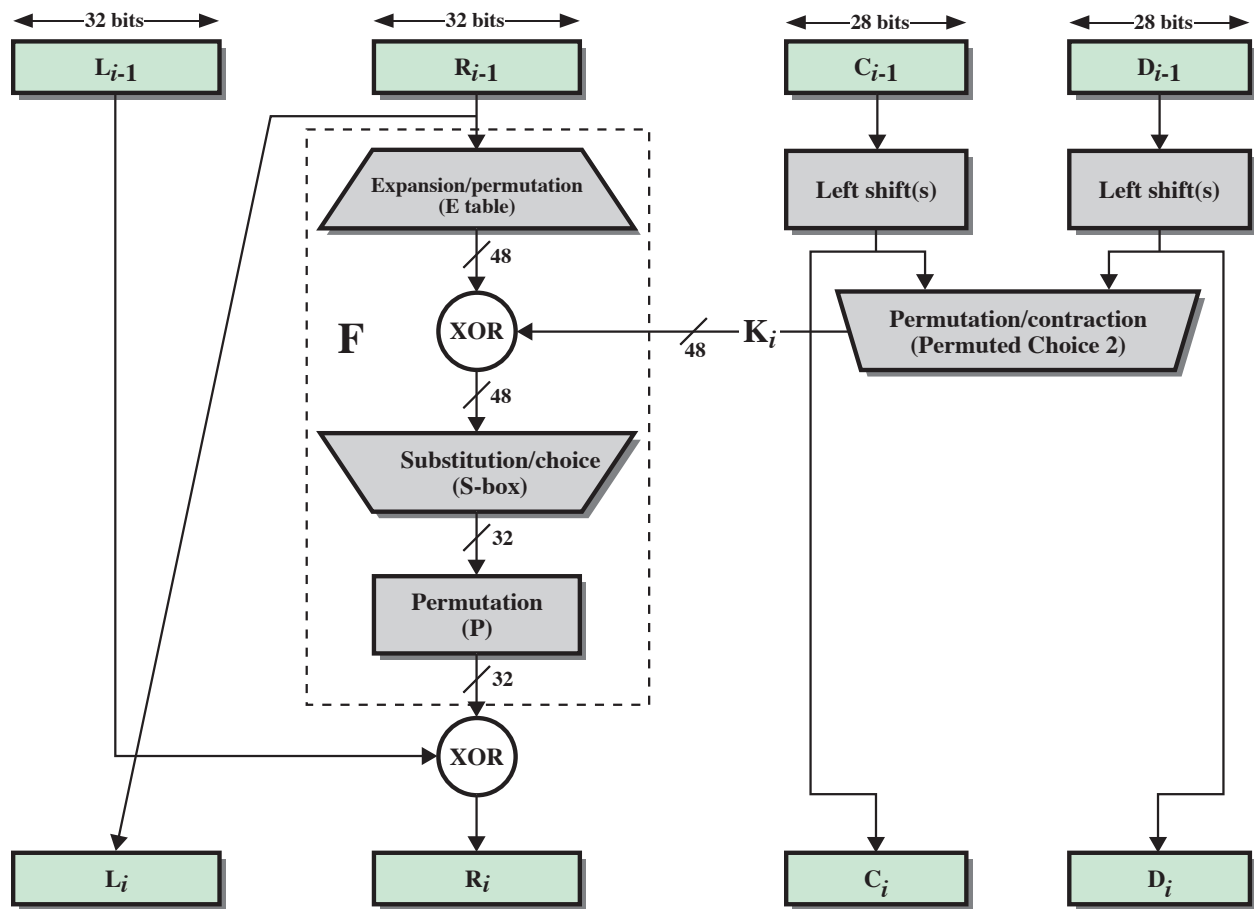 32 bits
32 bits
28 bits
28 bits
Li-1
Ri-1
Ci-1
Di-1
Expansion/permutation
(E table)
Left shift(s)
Left shift(s)
48
F
XOR
48
Ki
Permutation/contraction
(Permuted Choice 2)
48
Substitution/choice
(S-box)
32
Permutation
(P)
32
XOR
Li
Ri
Ci
Di